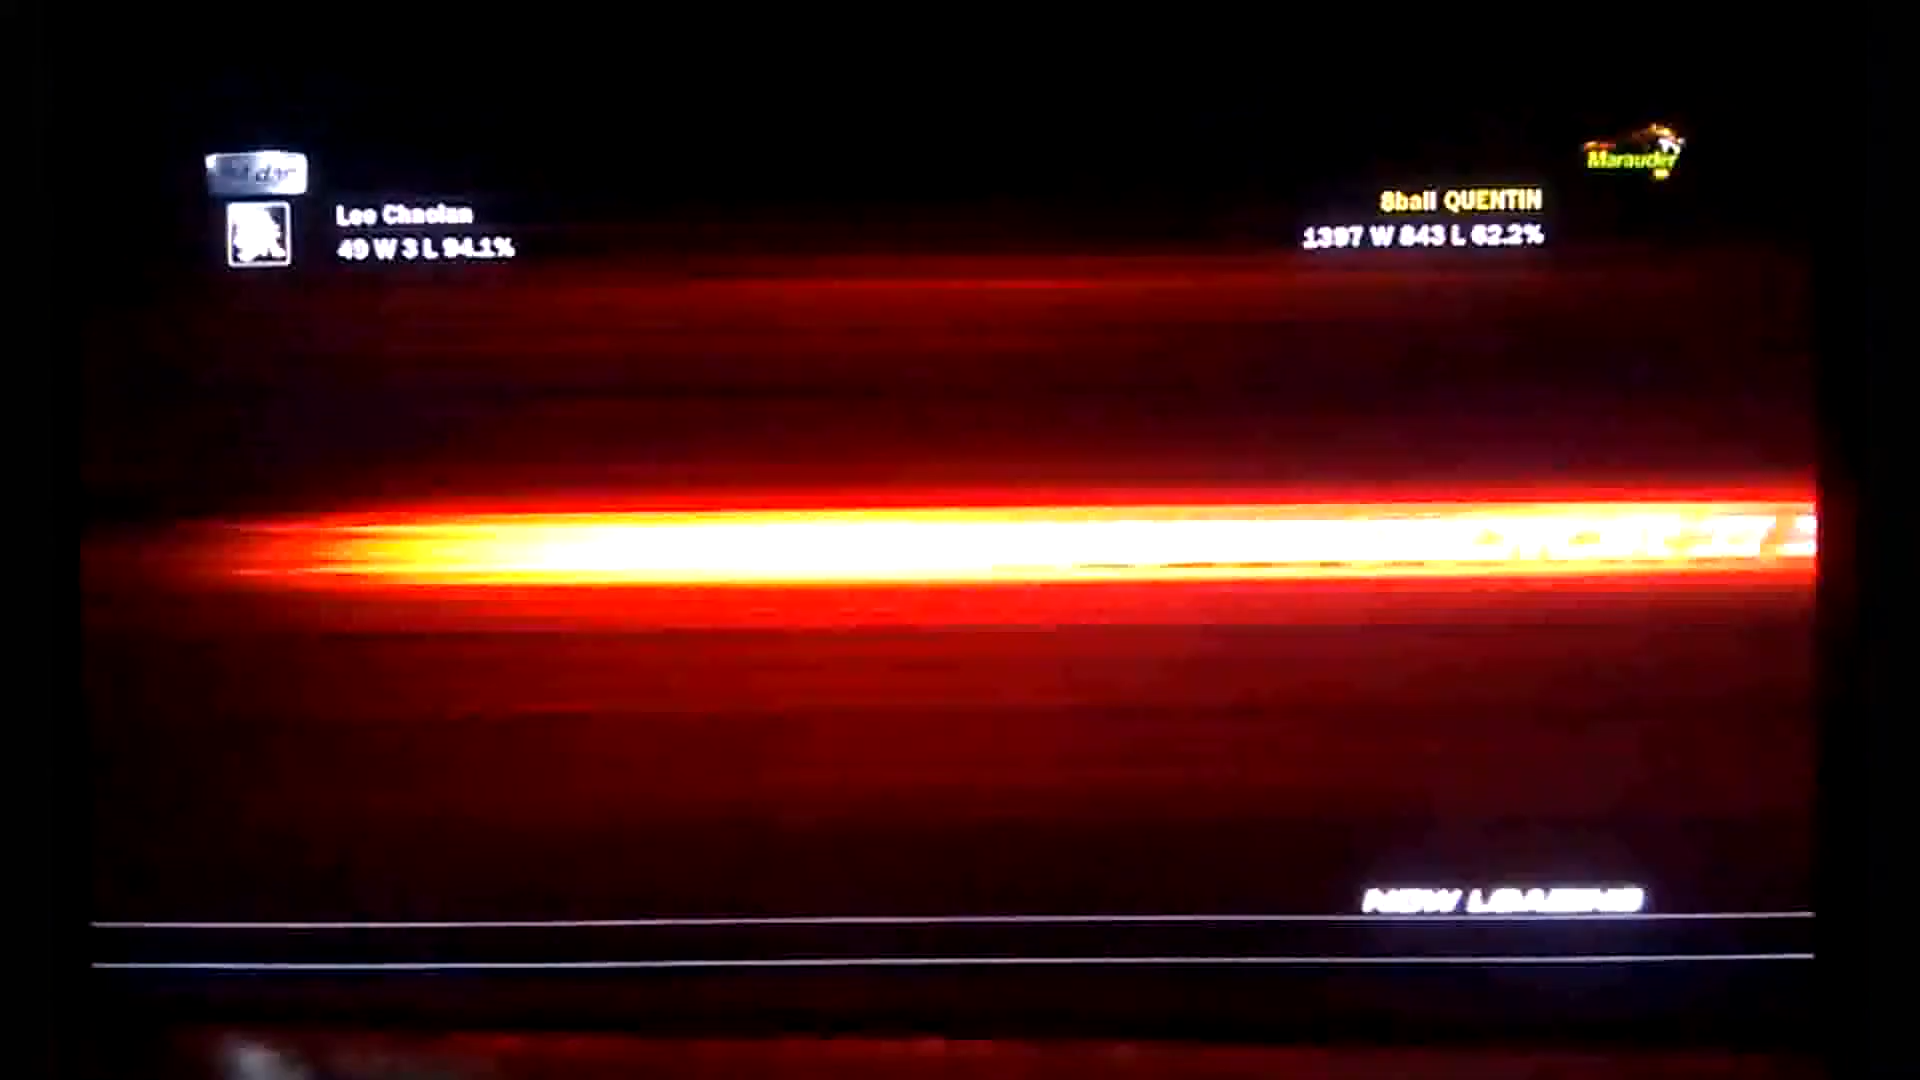 Lee Chaolan
49 W 3 L 94.1%
Marauder
8ball QUENTIN
1397 W 843 L 62.2%
NOW LOADING